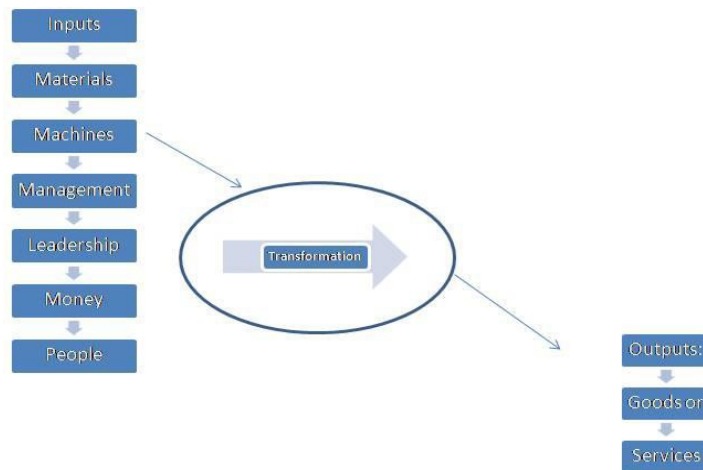 Inputs
Materials
Machines
Management
Leadership
Money
People
Transformation
Outputs:
Goods or
Services